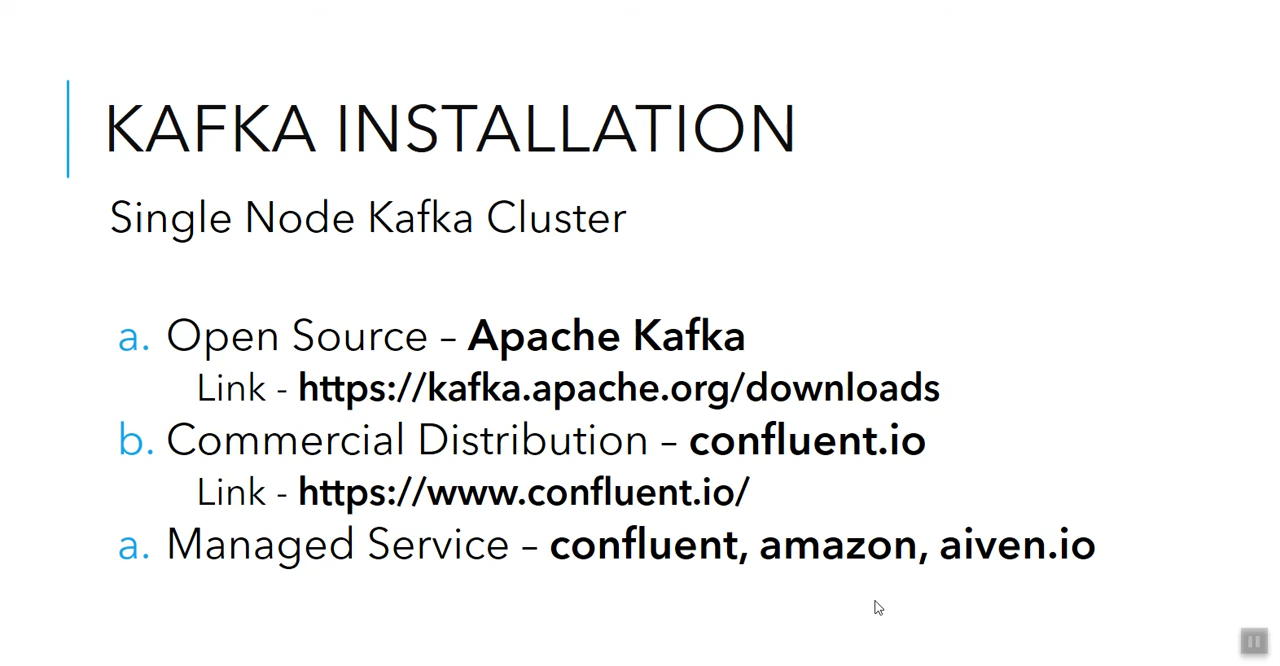 KAFKA INSTALLATION
Single Node Kafka Cluster
a. Open Source – Apache Kafka
Link - https://kafka.apache.org/downloads
b. Commercial Distribution – confluent.io
Link - https://www.confluent.io/
a. Managed Service – confluent, amazon, aiven.io